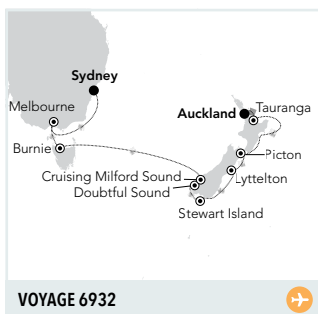 Sydney
Melbourne
Auckland
Tauranga
Burnie
Picton
Cruising Milford Sound
Lyttelton
Doubtful Sound
Stewart Island
VOYAGE 6932